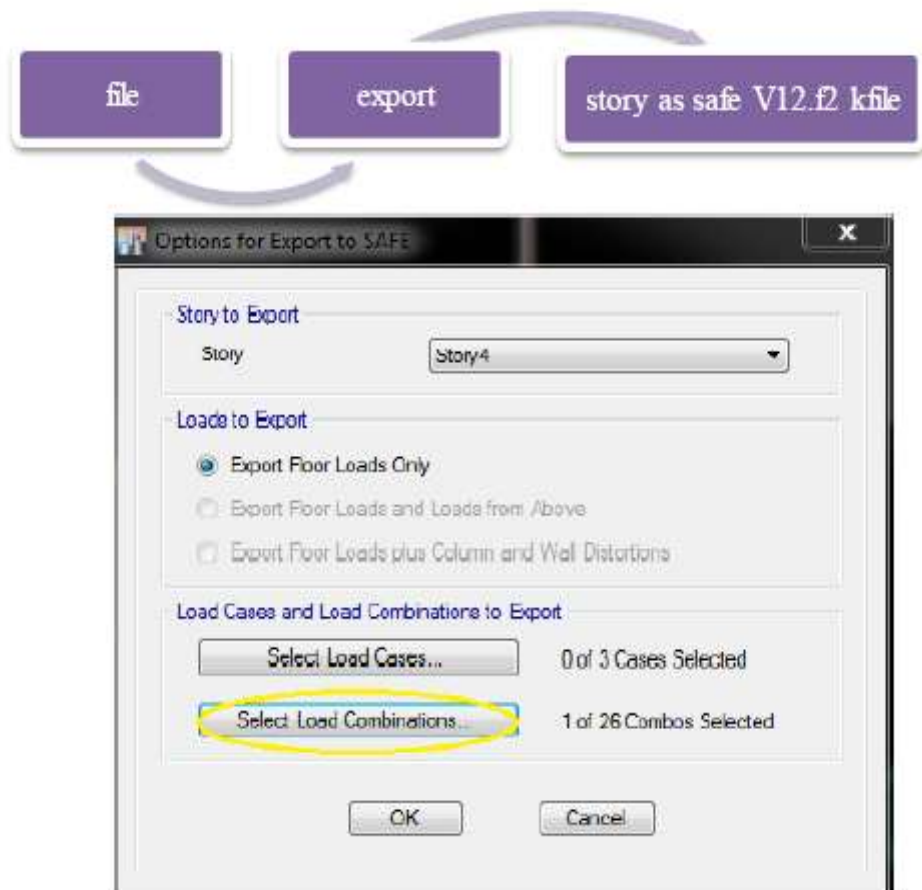 file
export
story as safe V12.f2 kfile
Options for Export to SAFE
x
Story to Export
Story
Story4
Loads to Export
Export Floor Loads Only
Export Floor Loads and Loads from Above
Export Floor Loads plus Column and Wall Distortions
Load Cases and Load Combinations to Export
Select Load Cases...
0 of 3 Cases Selected
Select Load Combinations...
1 of 26 Combos Selected
OK
Cancel